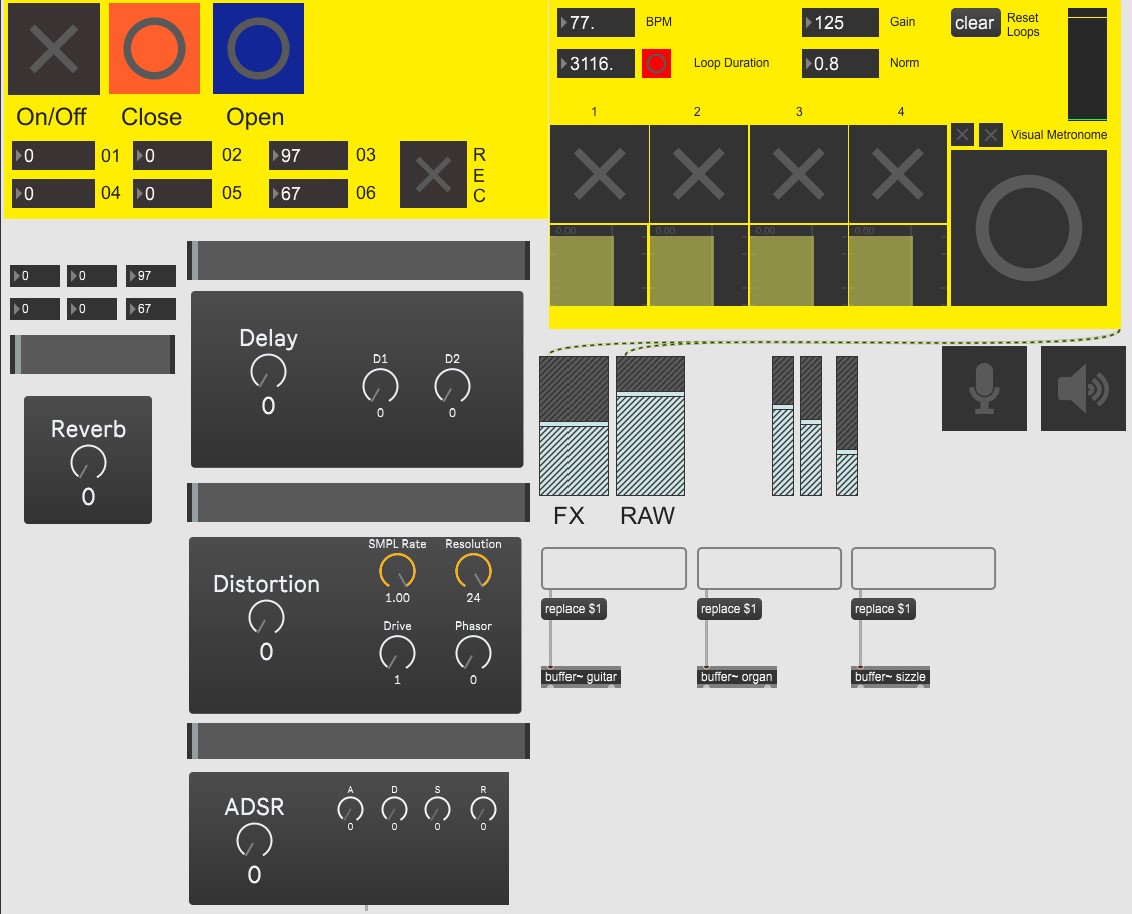 On/Off Close Open
0 01 0 02 97 03
0 04 0 05 67 06
R
E
C
77. BPM 125 Gain clear Reset
Loops
3116. Loop Duration 0.8 Norm
1 2 3 4
Visual Metronome
0.00 0.00 0.00 0.00
0 0 97
0 0 67
Reverb
0
Delay
0
D1 D2
0 0
Distortion
0
SMPL Rate Resolution
1.00 24
Drive Phasor
1 0
ADSR
0
A D S R
0 0 0 0
FX RAW
replace $1 replace $1 replace $1
buffer~ guitar buffer~ organ buffer~ sizzle